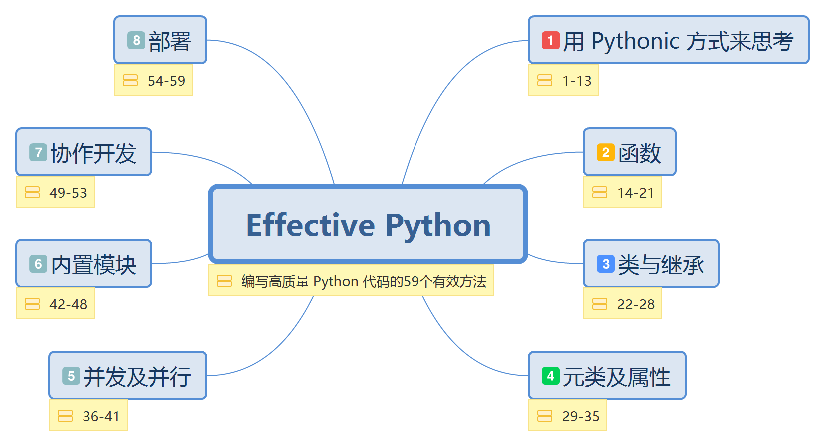 Effective Python
编写高质量 Python 代码的59个有效方法
1 用 Pythonic 方式来思考
1-13
2 函数
14-21
3 类与继承
22-28
4 元类及属性
29-35
5 并发及并行
36-41
6 内置模块
42-48
7 协作开发
49-53
8 部署
54-59